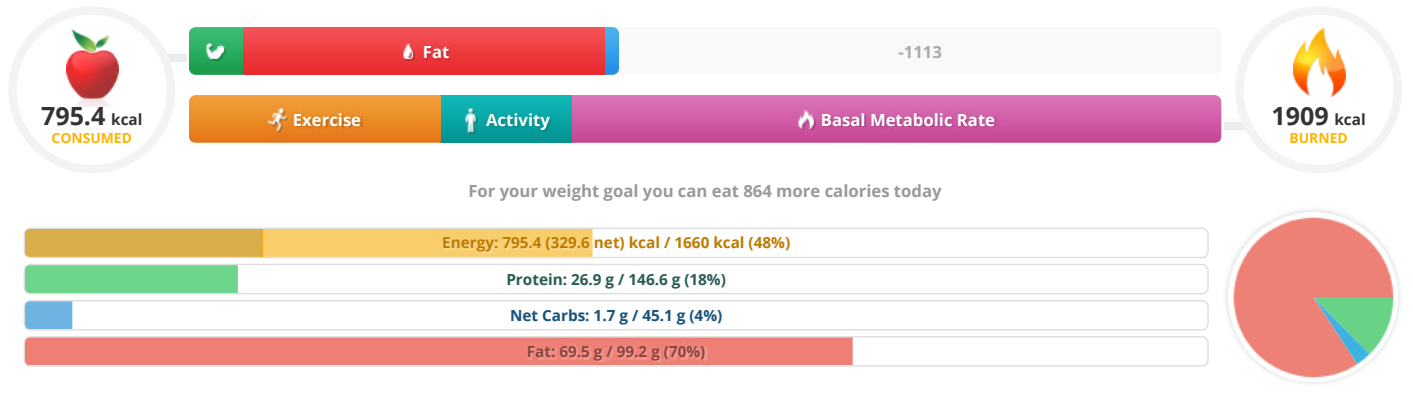 795.4 kcal
CONSUMED
Fat
-1113
Exercise
Activity
Basal Metabolic Rate
1909 kcal
BURNED
For your weight goal you can eat 864 more calories today
Energy: 795.4 (329.6 net) kcal / 1660 kcal (48%)
Protein: 26.9 g / 146.6 g (18%)
Net Carbs: 1.7 g / 45.1 g (4%)
Fat: 69.5 g / 99.2 g (70%)